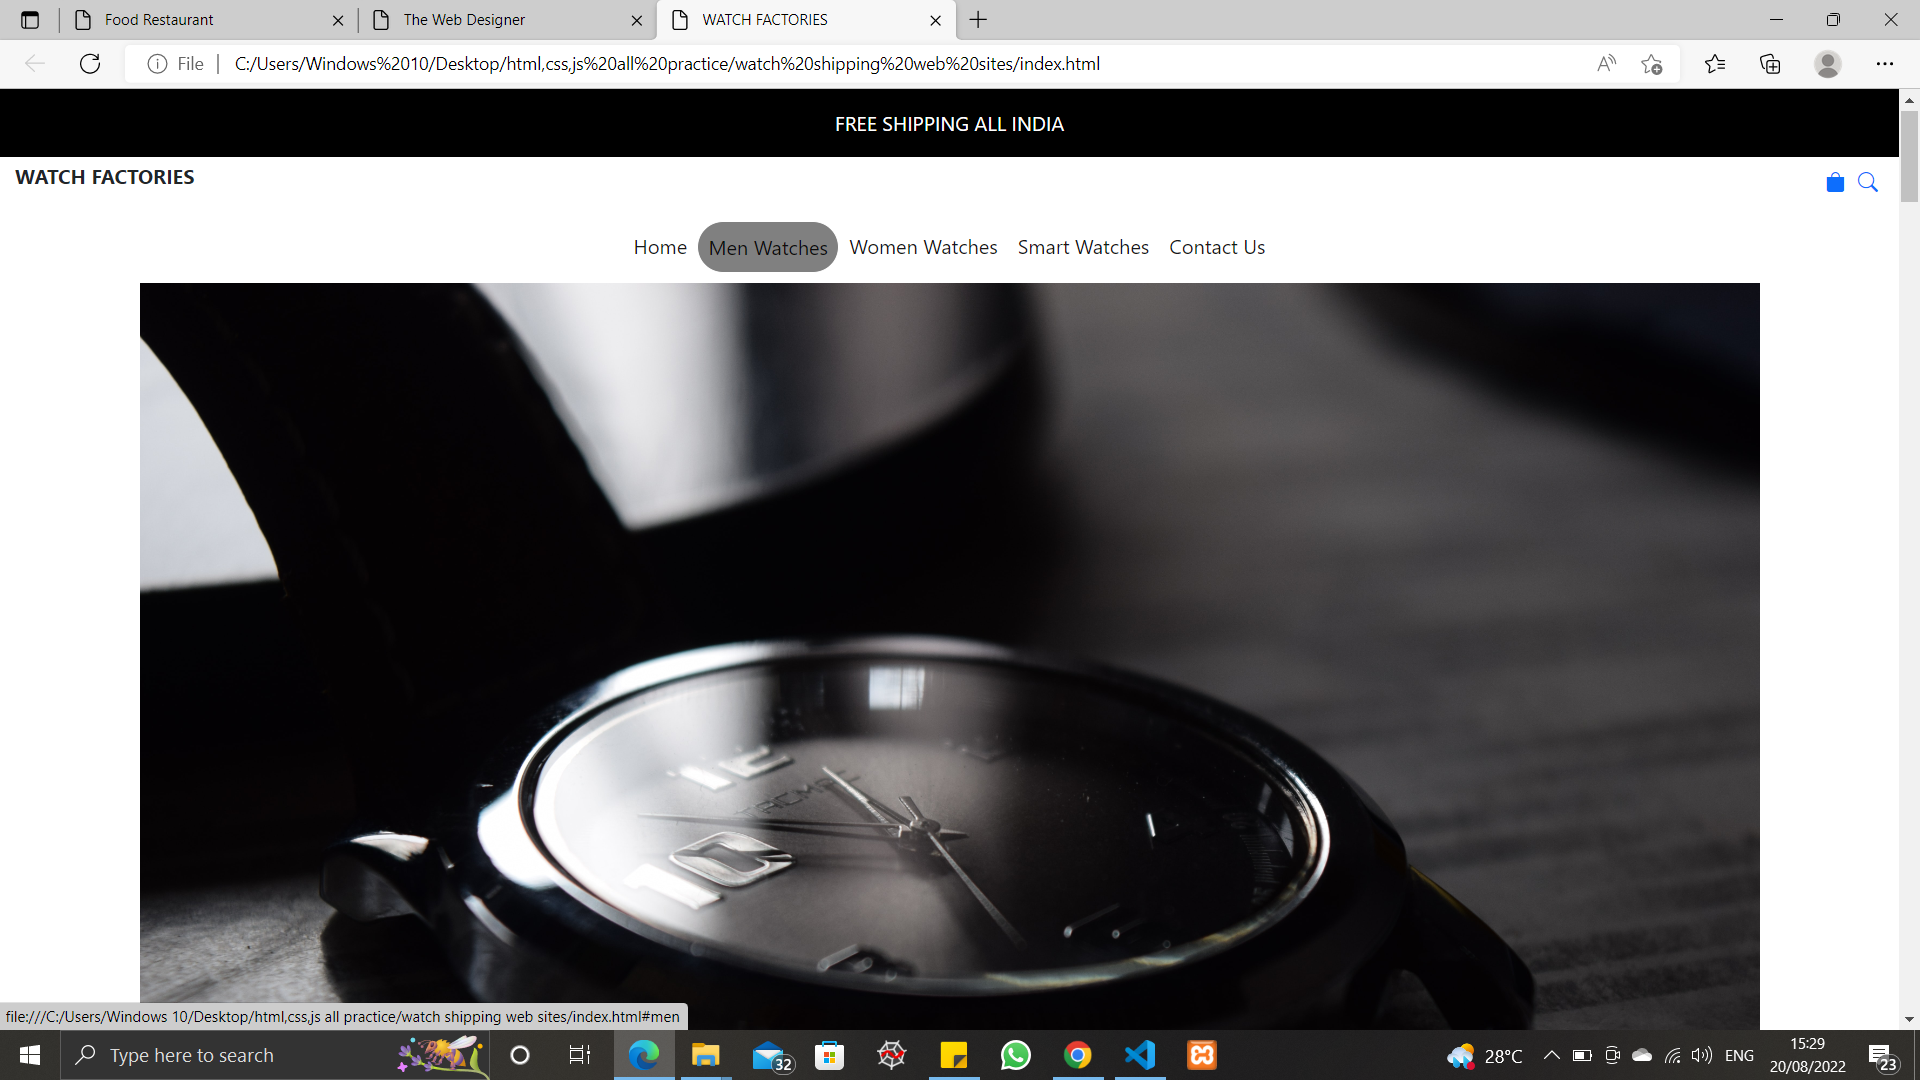 Food Restaurant
The Web Designer
WATCH FACTORIES
File
C:/Users/Windows%2010/Desktop/html,css,js%20all%20practice/watch%20shipping%20web%20sites/index.html
FREE SHIPPING ALL INDIA
WATCH FACTORIES
Home Men Watches Women Watches Smart Watches Contact Us
12
10
file:///C:/Users/Windows 10/Desktop/html,css,js all practice/watch shipping web sites/index.html#men
Type here to search
32
28°C
ENG
15:29
20/08/2022
23